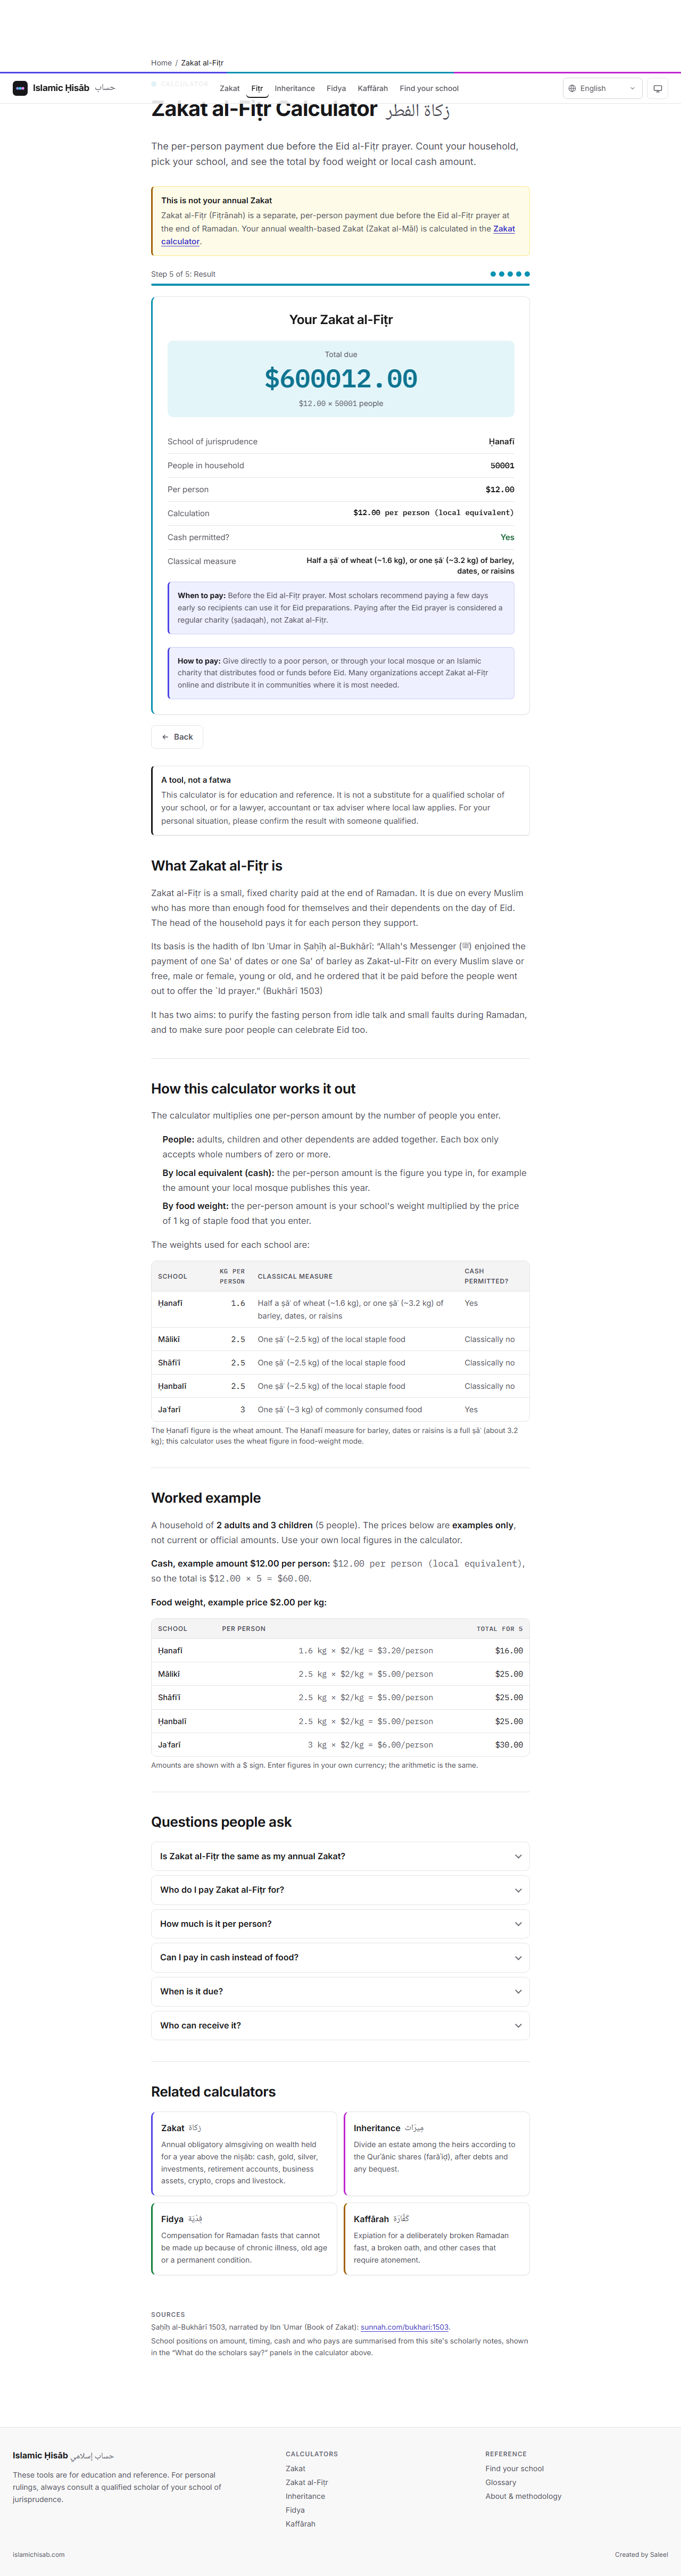 Home / Zakat al-Fiṭr
Islamic Ḥisāb حساب
Zakat Fiṭr Inheritance Fidya Kaffārah Find your school
English
CALCULATOR
Zakat al-Fiṭr Calculator زكاة الفطر
The per-person payment due before the Eid al-Fiṭr prayer. Count your household,
pick your school, and see the total by food weight or local cash amount.
This is not your annual Zakat
Zakat al-Fiṭr (Fiṭrānah) is a separate, per-person payment due before the Eid al-Fiṭr prayer at
the end of Ramadan. Your annual wealth-based Zakat (Zakat al-Māl) is calculated in the Zakat
calculator.
Step 5 of 5: Result
Your Zakat al-Fiṭr
Total due
$600012.00
$12.00 × 50001 people
School of jurisprudence Ḥanafī
People in household 50001
Per person $12.00
Calculation $12.00 per person (local equivalent)
Cash permitted? Yes
Classical measure Half a ṣāʿ of wheat (~1.6 kg), or one ṣāʿ (~3.2 kg) of barley,
dates, or raisins
When to pay: Before the Eid al-Fiṭr prayer. Most scholars recommend paying a few days
early so recipients can use it for Eid preparations. Paying after the Eid prayer is considered a
regular charity (ṣadaqah), not Zakat al-Fiṭr.
How to pay: Give directly to a poor person, or through your local mosque or an Islamic
charity that distributes food or funds before Eid. Many organizations accept Zakat al-Fiṭr
online and distribute it in communities where it is most needed.
← Back
A tool, not a fatwa
This calculator is for education and reference. It is not a substitute for a qualified scholar of
your school, or for a lawyer, accountant or tax adviser where local law applies. For your
personal situation, please confirm the result with someone qualified.
What Zakat al-Fiṭr is
Zakat al-Fiṭr is a small, fixed charity paid at the end of Ramadan. It is due on every Muslim
who has more than enough food for themselves and their dependents on the day of Eid.
The head of the household pays it for each person they support.
Its basis is the hadith of Ibn ʿUmar in Ṣaḥīḥ al-Bukhārī: “Allah's Messenger (ﷺ) enjoined the
payment of one Sa' of dates or one Sa' of barley as Zakat-ul-Fitr on every Muslim slave or
free, male or female, young or old, and he ordered that it be paid before the people went
out to offer the `Id prayer.” (Bukhārī 1503)
It has two aims: to purify the fasting person from idle talk and small faults during Ramadan,
and to make sure poor people can celebrate Eid too.
How this calculator works it out
The calculator multiplies one per-person amount by the number of people you enter.
People: adults, children and other dependents are added together. Each box only
accepts whole numbers of zero or more.
By local equivalent (cash): the per-person amount is the figure you type in, for example
the amount your local mosque publishes this year.
By food weight: the per-person amount is your school's weight multiplied by the price
of 1 kg of staple food that you enter.
The weights used for each school are:
SCHOOL KG PER PERSON CLASSICAL MEASURE CASH PERMITTED?
Ḥanafī 1.6 Half a ṣāʿ of wheat (~1.6 kg), or one ṣāʿ (~3.2 kg) of
barley, dates, or raisins Yes
Mālikī 2.5 One ṣāʿ (~2.5 kg) of the local staple food Classically no
Shāfiʿī 2.5 One ṣāʿ (~2.5 kg) of the local staple food Classically no
Ḥanbalī 2.5 One ṣāʿ (~2.5 kg) of the local staple food Classically no
Jaʿfarī 3 One ṣāʿ (~3 kg) of commonly consumed food Yes
The Ḥanafī figure is the wheat amount. The Ḥanafī measure for barley, dates or raisins is a full ṣāʿ (about 3.2
kg); this calculator uses the wheat figure in food-weight mode.
Worked example
A household of 2 adults and 3 children (5 people). The prices below are examples only,
not current or official amounts. Use your own local figures in the calculator.
Cash, example amount $12.00 per person: $12.00 per person (local equivalent),
so the total is $12.00 × 5 = $60.00.
Food weight, example price $2.00 per kg:
SCHOOL PER PERSON TOTAL FOR 5
Ḥanafī 1.6 kg × $2/kg = $3.20/person $16.00
Mālikī 2.5 kg × $2/kg = $5.00/person $25.00
Shāfiʿī 2.5 kg × $2/kg = $5.00/person $25.00
Ḥanbalī 2.5 kg × $2/kg = $5.00/person $25.00
Jaʿfarī 3 kg × $2/kg = $6.00/person $30.00
Amounts are shown with a $ sign. Enter figures in your own currency; the arithmetic is the same.
Questions people ask
Is Zakat al-Fiṭr the same as my annual Zakat?
Who do I pay Zakat al-Fiṭr for?
How much is it per person?
Can I pay in cash instead of food?
When is it due?
Who can receive it?
Related calculators
Zakat زكاة
Annual obligatory almsgiving on wealth held
for a year above the niṣāb: cash, gold, silver,
investments, retirement accounts, business
assets, crypto, crops and livestock.
Inheritance ميراث
Divide an estate among the heirs according to
the Qurʾānic shares (farāʾiḍ), after debts and
any bequest.
Fidya فِدْيَة
Compensation for Ramadan fasts that cannot
be made up because of chronic illness, old age
or a permanent condition.
Kaffārah كَفَّارَة
Expiation for a deliberately broken Ramadan
fast, a broken oath, and other cases that
require atonement.
SOURCES
Ṣaḥīḥ al-Bukhārī 1503, narrated by Ibn ʿUmar (Book of Zakat): sunnah.com/bukhari:1503.
School positions on amount, timing, cash and who pays are summarised from this site's scholarly notes, shown
in the “What do the scholars say?” panels in the calculator above.
Islamic Ḥisāb حساب إسلامي
These tools are for education and reference. For personal
rulings, always consult a qualified scholar of your school of
jurisprudence.
CALCULATORS
Zakat
Zakat al-Fiṭr
Inheritance
Fidya
Kaffārah
REFERENCE
Find your school
Glossary
About & methodology
islamichisab.com
Created by Saleel